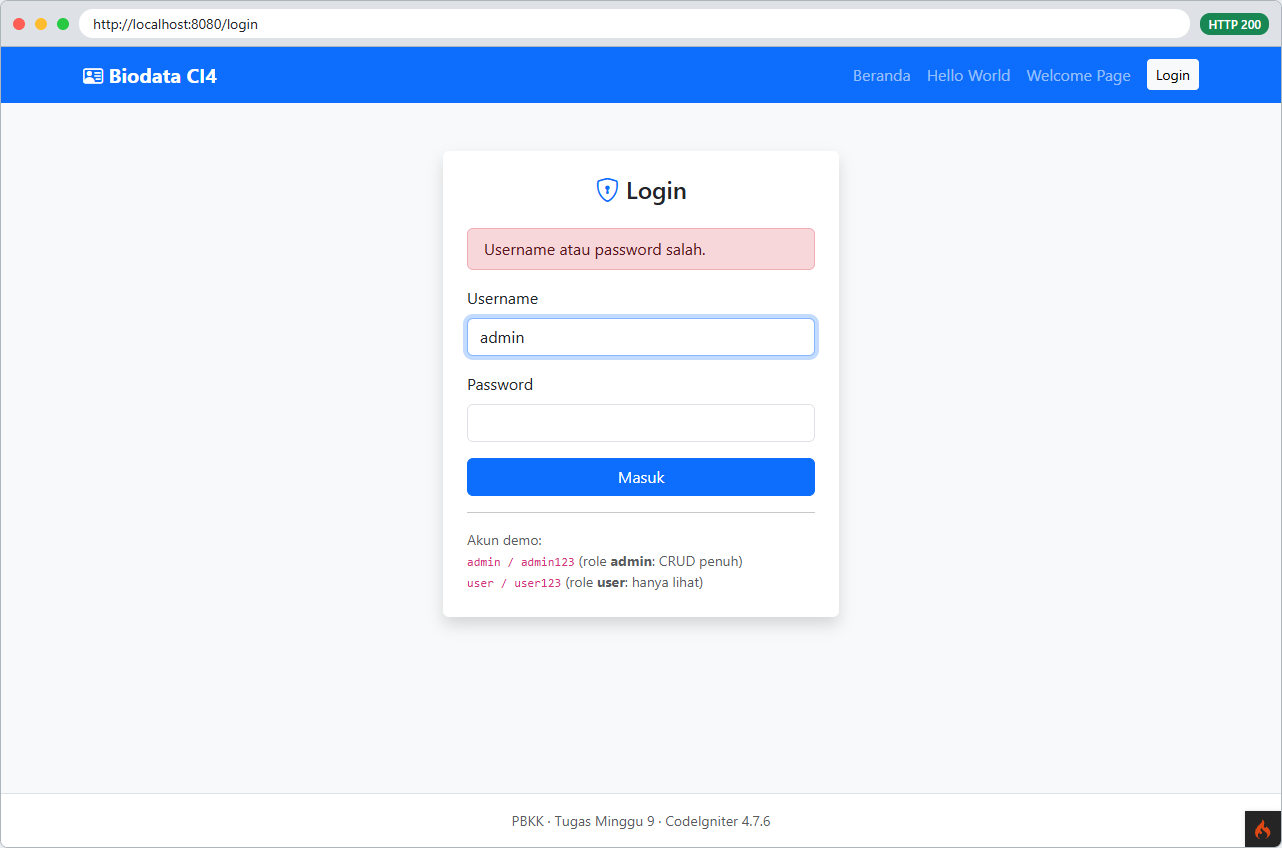 http://localhost:8080/login
HTTP 200
Biodata CI4
Beranda
Hello World
Welcome Page
Login
Login
Username atau password salah.
Username
admin
Password
Masuk
Akun demo:
admin / admin123 (role admin: CRUD penuh)
user / user123 (role user: hanya lihat)
PBKK · Tugas Minggu 9 · CodeIgniter 4.7.6